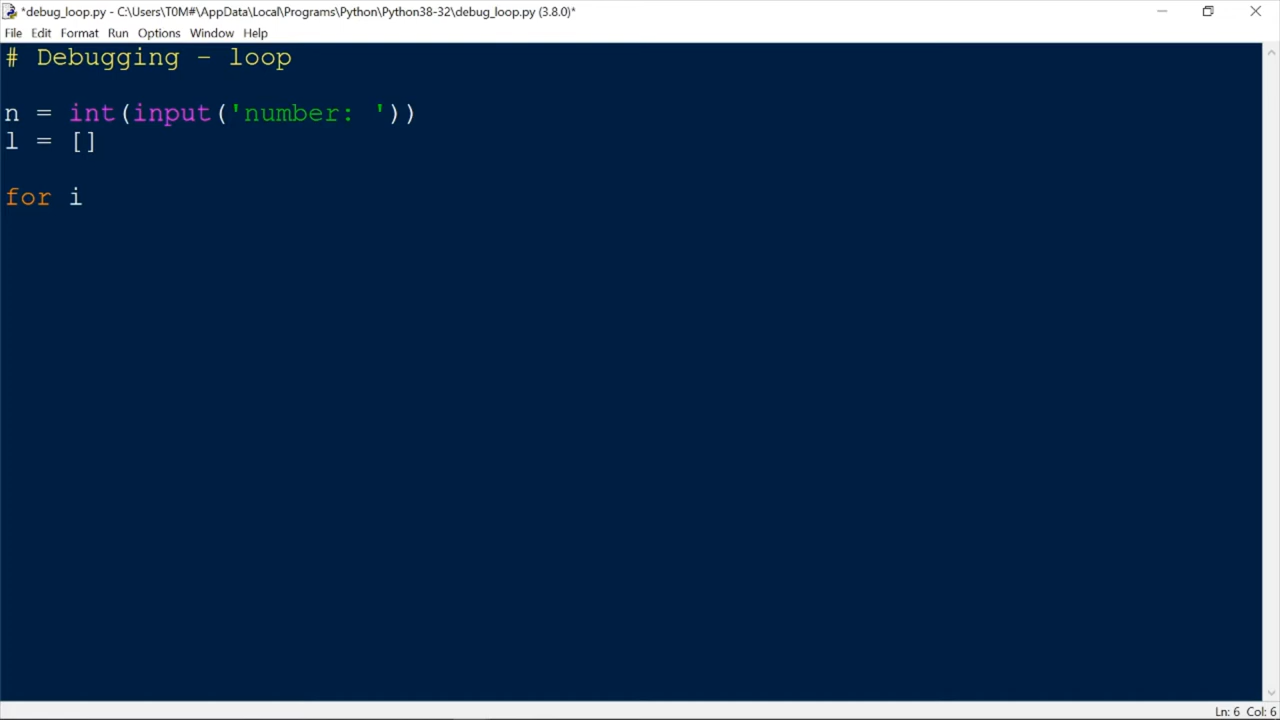 *debug_loop.py - C:\Users\T0M#\AppData\Local\Programs\Python\Python38-32\debug_loop.py (3.8.0)*
File Edit Format Run Options Window Help
# Debugging - loop
n = int(input('number: '))
l = []
for i
Ln: 6 Col: 6